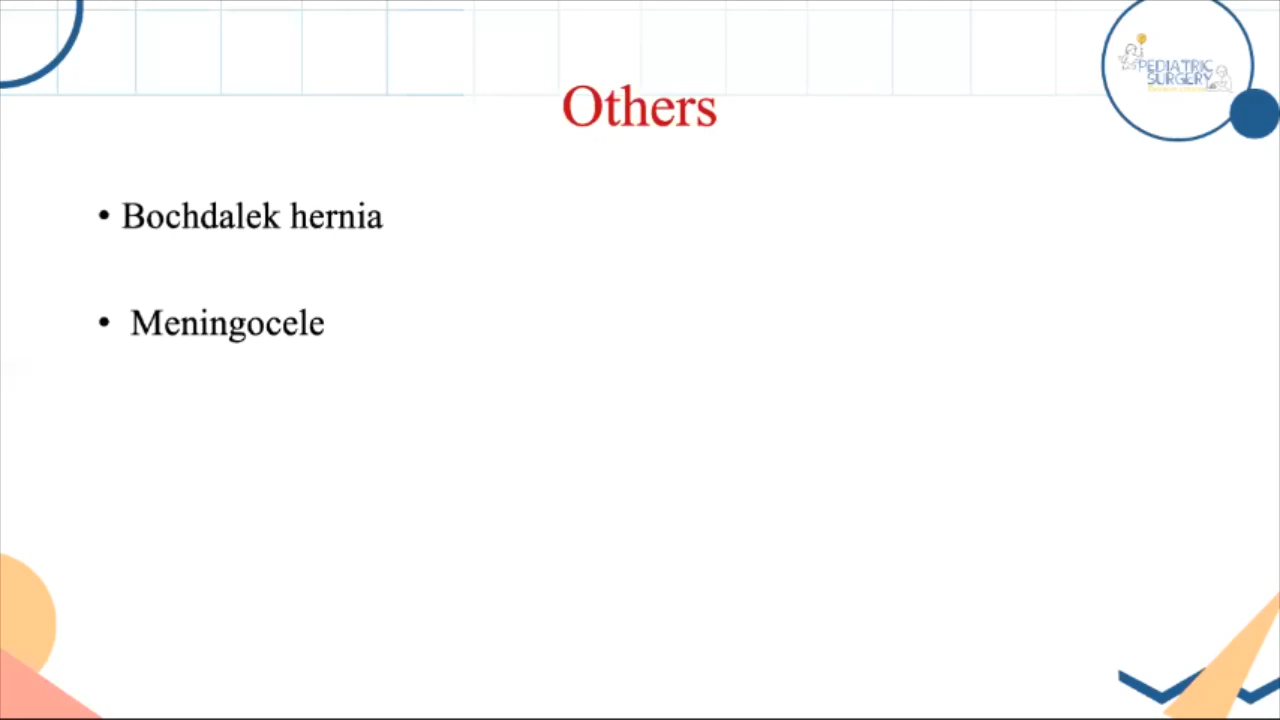 PEDIATRIC
SURGERY
Others
• Bochdalek hernia
• Meningocele